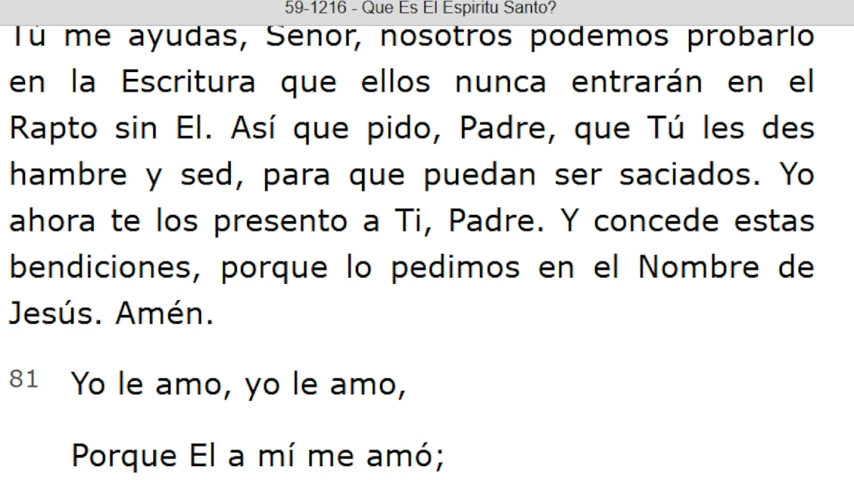 59-1216 - Que Es El Espiritu Santo?
Tú me ayudas, Señor, nosotros podemos probarlo
en la Escritura que ellos nunca entrarán en el
Rapto sin El. Así que pido, Padre, que Tú les des
hambre y sed, para que puedan ser saciados. Yo
ahora te los presento a Ti, Padre. Y concede estas
bendiciones, porque lo pedimos en el Nombre de
Jesús. Amén.
81 Yo le amo, yo le amo,
Porque El a mí me amó;